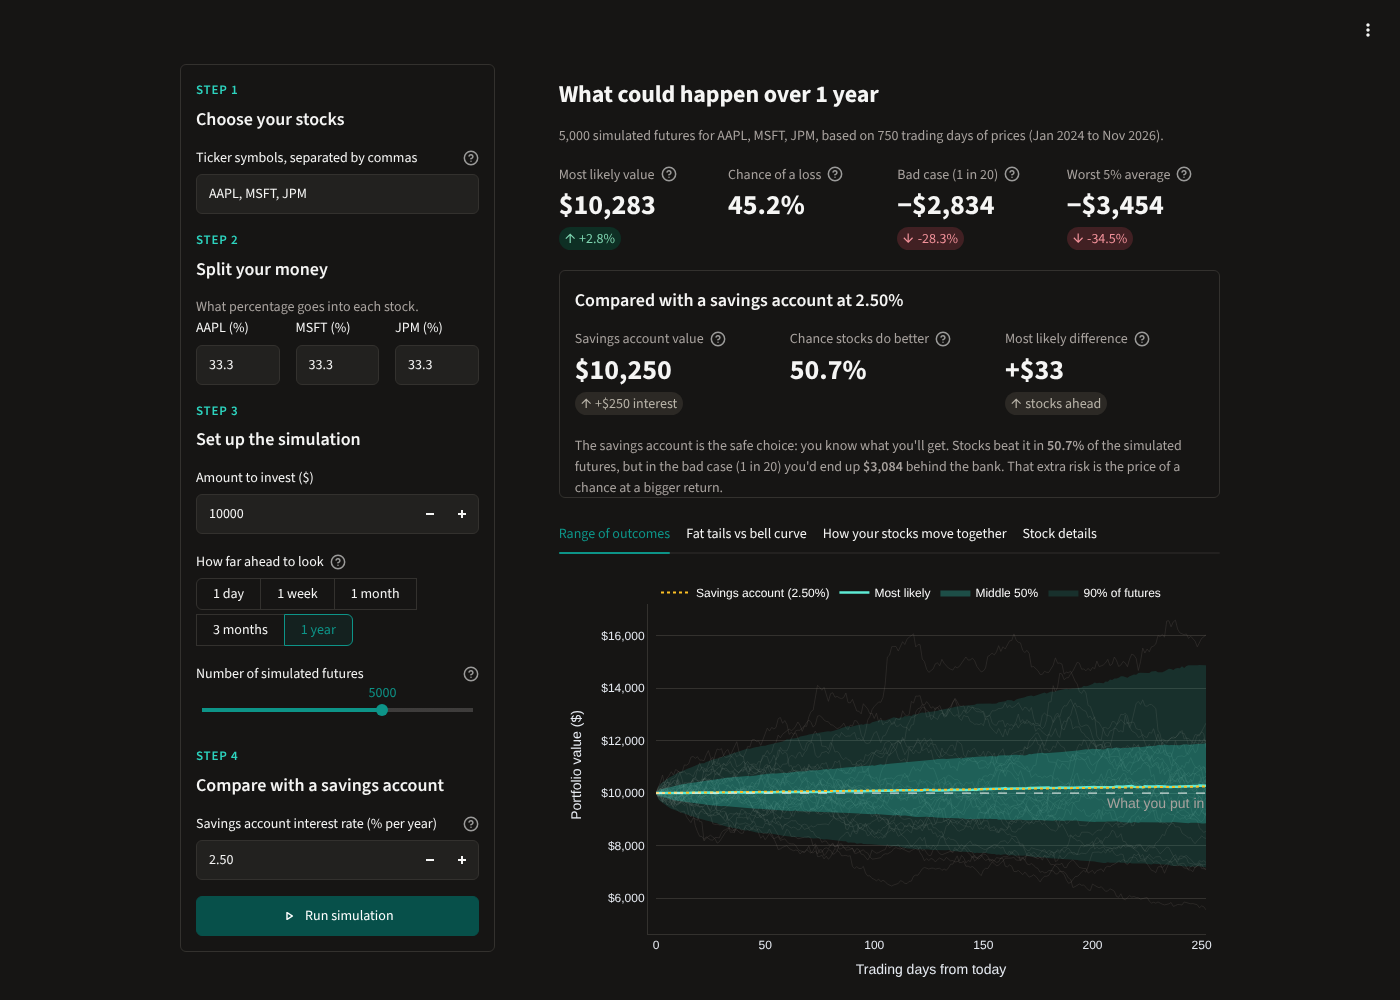 STEP 1
Choose your stocks
Ticker symbols, separated by commas
AAPL, MSFT, JPM
STEP 2
Split your money
What percentage goes into each stock.
AAPL (%) MSFT (%) JPM (%)
33.3 33.3 33.3
STEP 3
Set up the simulation
Amount to invest ($)
10000
How far ahead to look
1 day 1 week 1 month
3 months 1 year
Number of simulated futures
5000
STEP 4
Compare with a savings account
Savings account interest rate (% per year)
2.50
Run simulation
What could happen over 1 year
5,000 simulated futures for AAPL, MSFT, JPM, based on 750 trading days of prices (Jan 2024 to Nov 2026).
Most likely value Chance of a loss Bad case (1 in 20) Worst 5% average
$10,283 45.2% −$2,834 −$3,454
+2.8% -28.3% -34.5%
Compared with a savings account at 2.50%
Savings account value Chance stocks do better Most likely difference
$10,250 50.7% +$33
+$250 interest stocks ahead
The savings account is the safe choice: you know what you'll get. Stocks beat it in 50.7% of the simulated
futures, but in the bad case (1 in 20) you'd end up $3,084 behind the bank. That extra risk is the price of a
chance at a bigger return.
Range of outcomes Fat tails vs bell curve How your stocks move together Stock details
Savings account (2.50%) Most likely Middle 50% 90% of futures
$16,000
$14,000
$12,000
$10,000
$8,000
$6,000
Portfolio value ($)
What you put in
0 50 100 150 200 250
Trading days from today